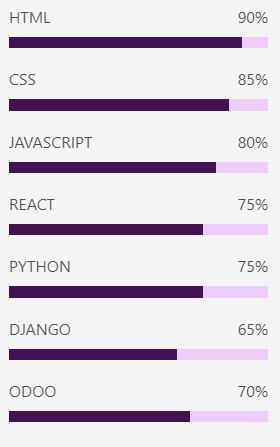 HTML 90%
CSS 85%
JAVASCRIPT 80%
REACT 75%
PYTHON 75%
DJANGO 65%
ODOO 70%